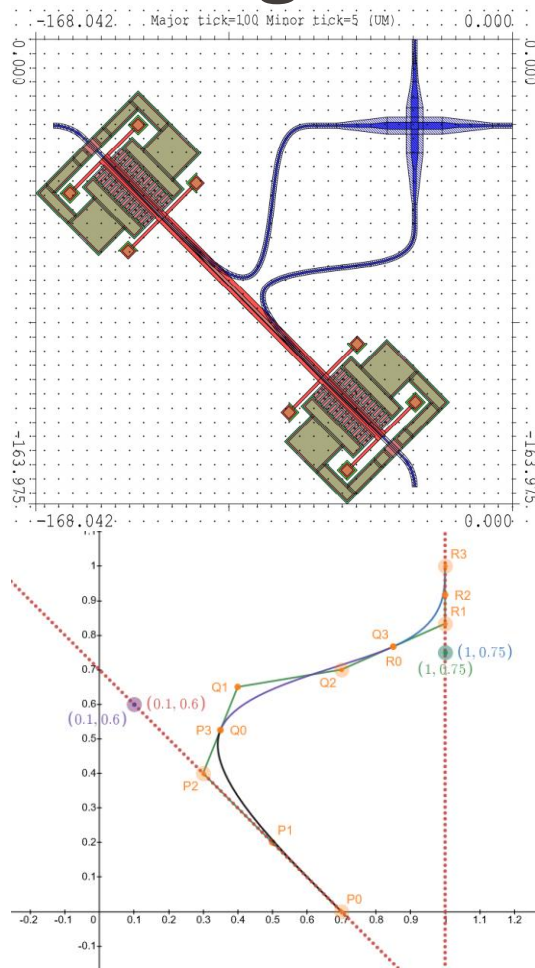 -168.042 Major tick=100 Minor tick=5 (UM) 0.000
0.000 0.000
-163.975 -163.975
-168.042 0.000
1.1
R3
1
R2
0.9
R1
Q3
0.8
R0
(1, 0.75)
(1, 0.75)
0.7
Q1
Q2
0.6
(0.1, 0.6)
(0.1, 0.6)
P3 Q0
0.5
0.4
P2
0.3
P1
0.2
0.1
P0
-0.2 -0.1 0 0.1 0.2 0.3 0.4 0.5 0.6 0.7 0.8 0.9 1 1.1 1.2
-0.1